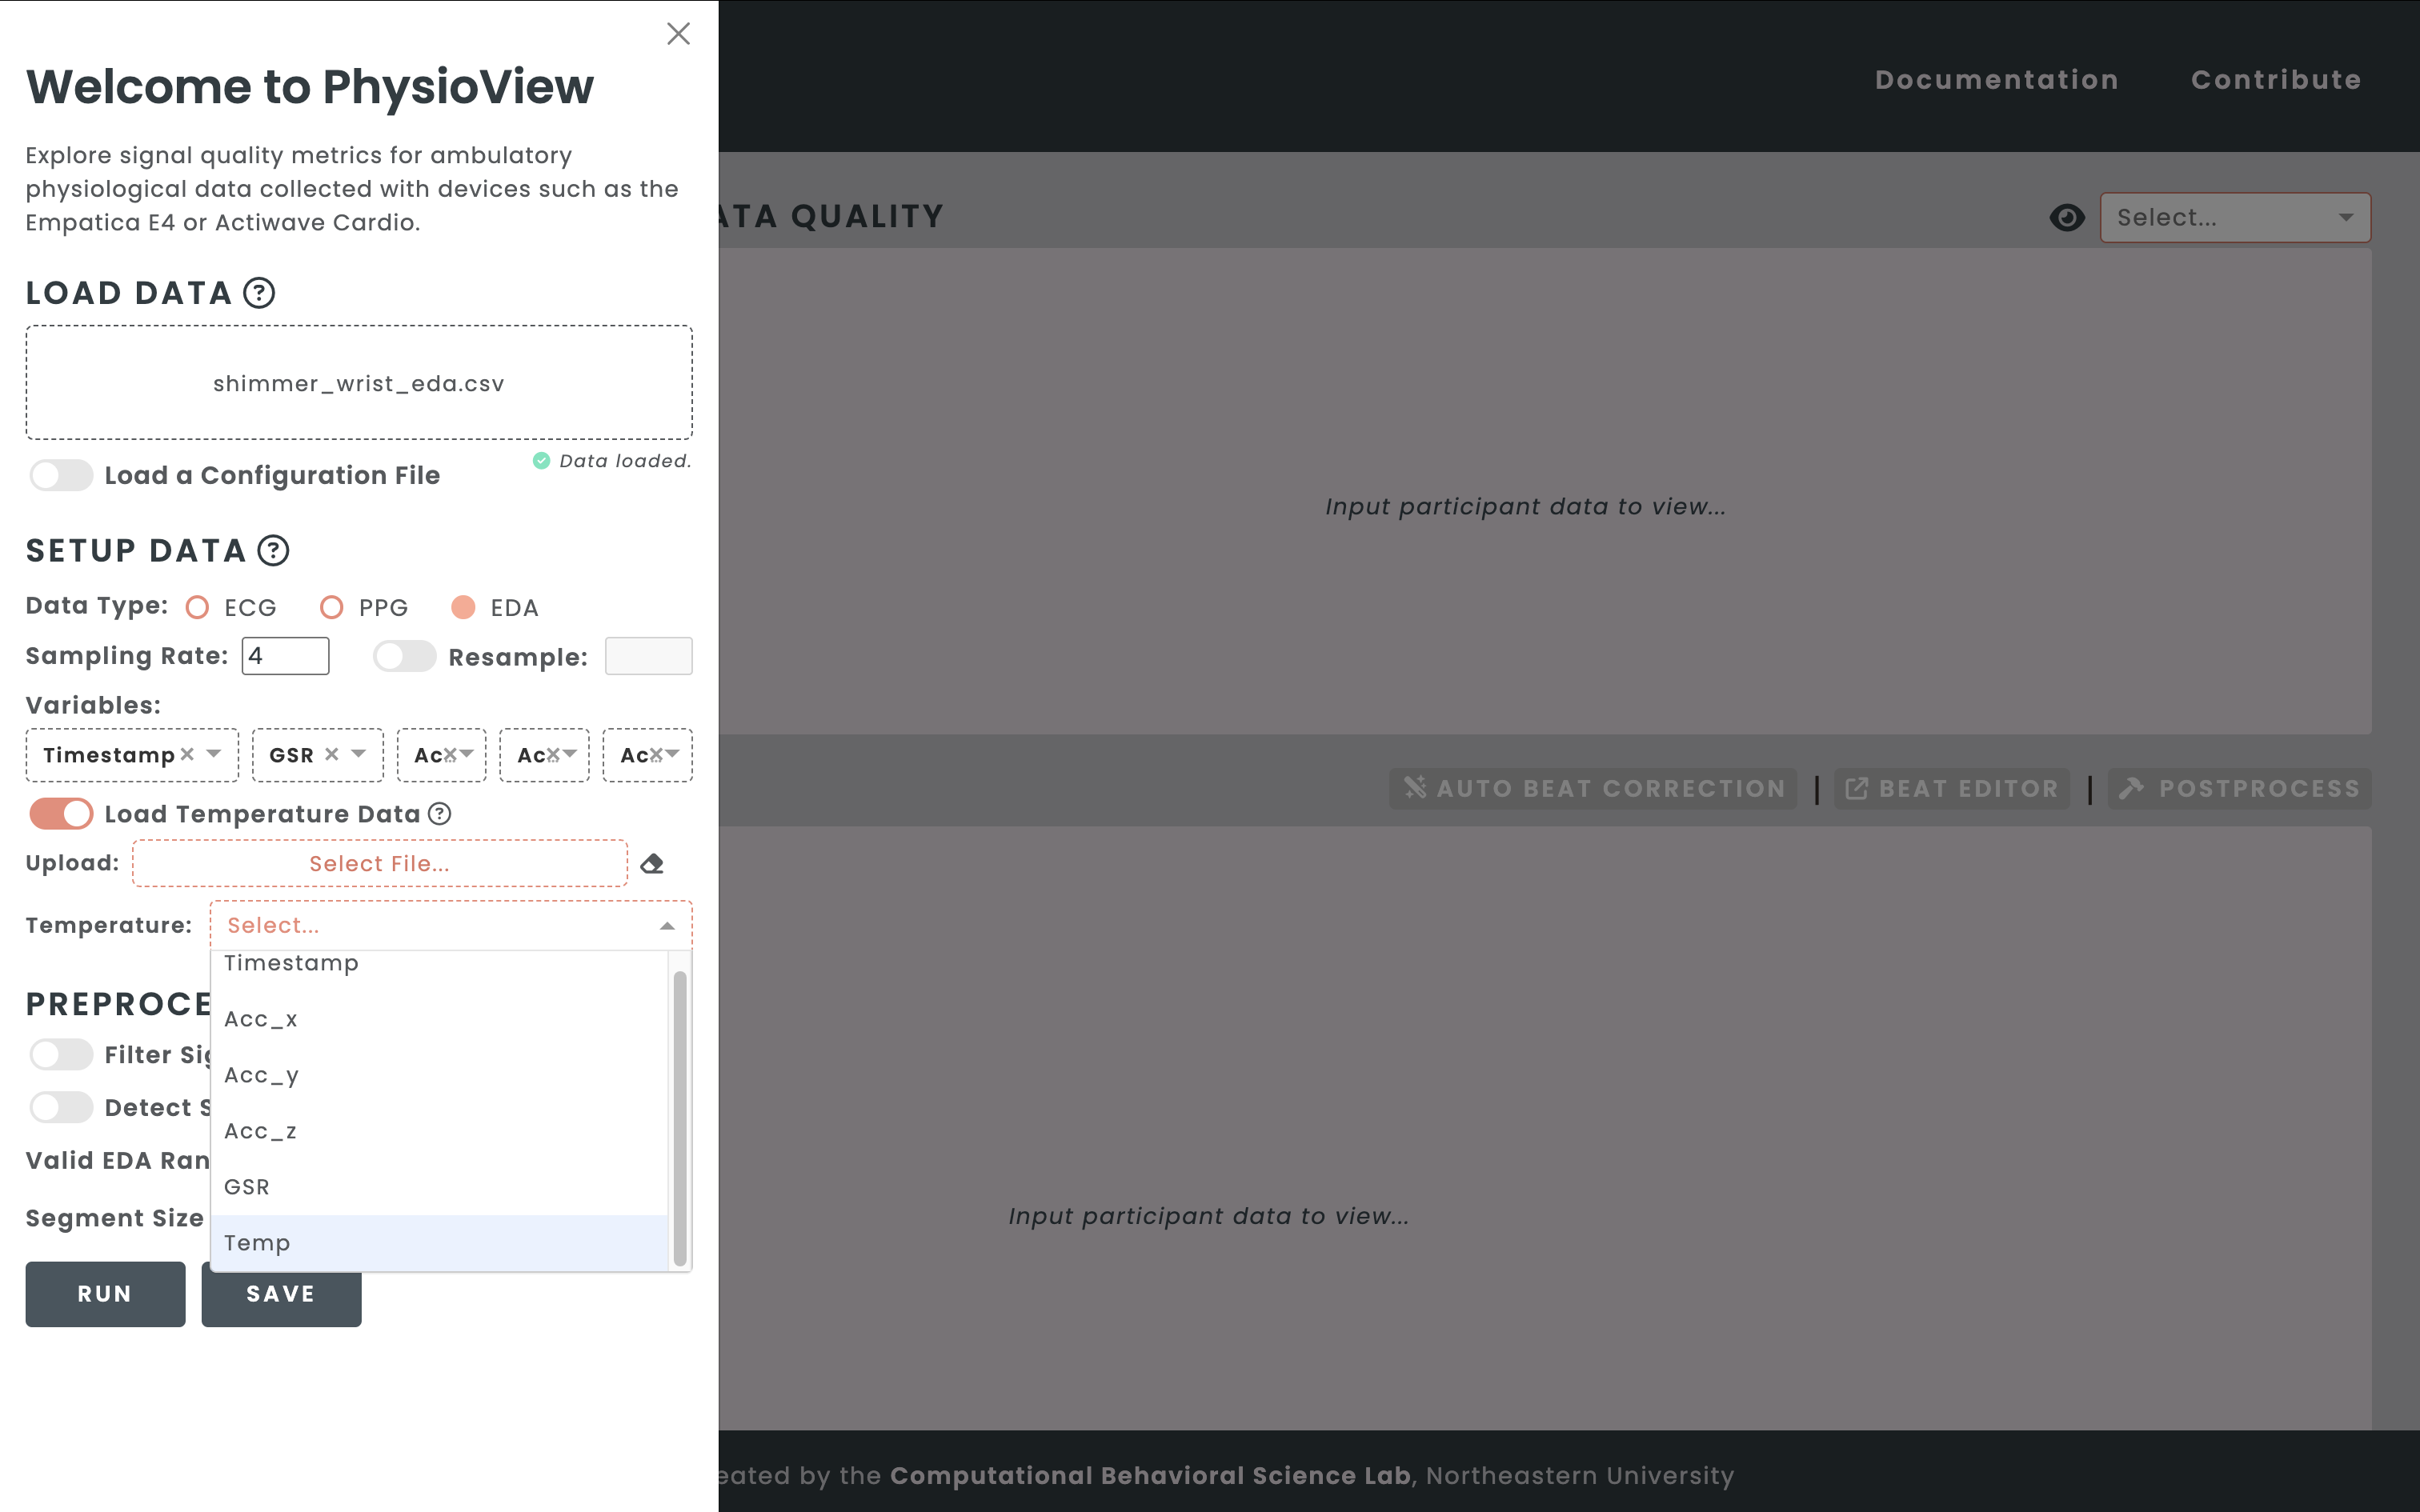 Welcome to PhysioView
Explore signal quality metrics for ambulatory
physiological data collected with devices such as the
Empatica E4 or Actiwave Cardio.
LOAD DATA ?
shimmer_wrist_eda.csv
Data loaded.
Load a Configuration File
SETUP DATA ?
Data Type: ECG PPG EDA
Sampling Rate: 4 Resample:
Variables:
Timestamp × GSR × Ac × Ac × Ac ×
Load Temperature Data ?
Upload: Select File...
Temperature: Select...
Timestamp
Acc_x
Acc_y
Acc_z
GSR
Temp
PREPROCE
Filter Sig
Detect S
Valid EDA Ran
Segment Size
RUN SAVE
Documentation Contribute
ATA QUALITY
Select...
Input participant data to view...
AUTO BEAT CORRECTION | BEAT EDITOR | POSTPROCESS
Input participant data to view...
eated by the Computational Behavioral Science Lab, Northeastern University